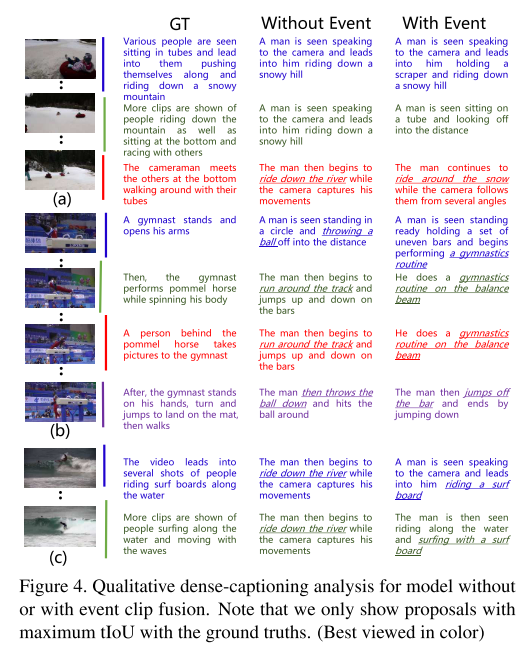 GT Without Event With Event
Various people are seen sitting in tubes and lead into them pushing themselves along and riding down a snowy mountain
A man is seen speaking to the camera and leads into him riding down a snowy hill
A man is seen speaking to the camera and leads into him holding a scraper and riding down a snowy hill
More clips are shown of people riding down the mountain as well as sitting at the bottom and racing with others
A man is seen speaking to the camera and leads into him riding down a snowy hill
A man is seen sitting on a tube and looking off into the distance
The cameraman meets the others at the bottom walking around with their tubes
The man then begins to ride down the river while the camera captures his movements
The man continues to ride around the snow while the camera follows them from several angles
(a)
A gymnast stands and opens his arms
A man is seen standing in a circle and throwing a ball off into the distance
A man is seen standing ready holding a set of uneven bars and begins performing a gymnastics routine
Then, the gymnast performs pommel horse while spinning his body
The man then begins to run around the track and jumps up and down on the bars
He does a gymnastics routine on the balance beam
A person behind the pommel horse takes pictures to the gymnast
The man then begins to run around the track and jumps up and down on the bars
He does a gymnastics routine on the balance beam
After, the gymnast stands on his hands, turn and jumps to land on the mat, then walks
The man then throws the ball down and hits the ball around
The man then jumps off the bar and ends by jumping down
(b)
The video leads into several shots of people riding surf boards along the water
The man then begins to ride down the river while the camera captures his movements
A man is seen speaking to the camera and leads into him riding a surf board
More clips are shown of people surfing along the water and moving with the waves
The man then begins to ride down the river while the camera captures his movements
The man is then seen riding along the water and surfing with a surf board
(c)
Figure 4. Qualitative dense-captioning analysis for model without
or with event clip fusion. Note that we only show proposals with
maximum tIoU with the ground truths. (Best viewed in color)